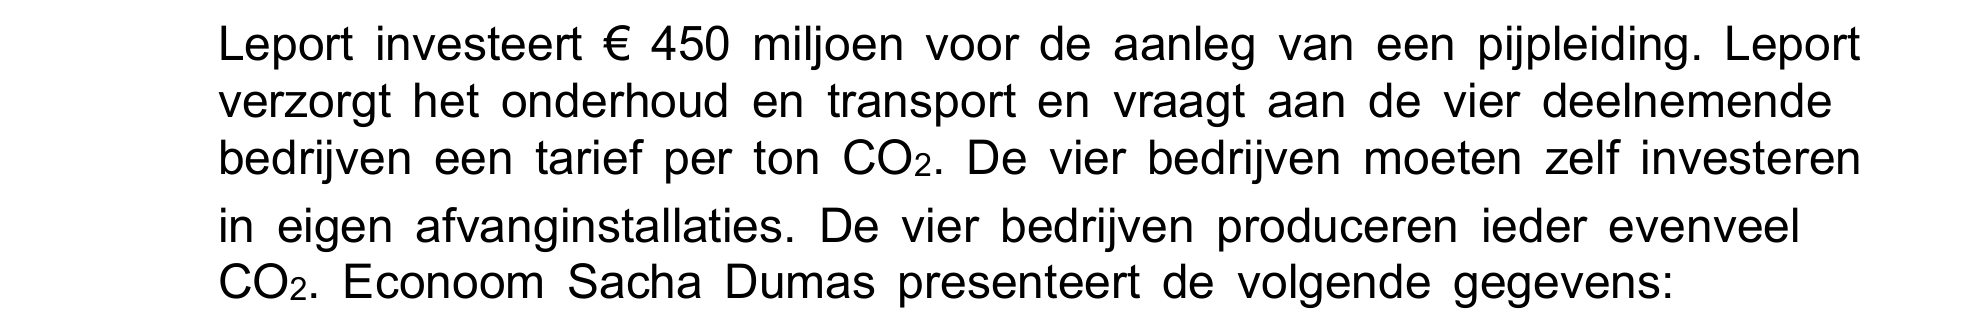 Leport investeert € 450 miljoen voor de aanleg van een pijpleiding. Leport
verzorgt het onderhoud en transport en vraagt aan de vier deelnemende
bedrijven een tarief per ton CO2. De vier bedrijven moeten zelf investeren
in eigen afvanginstallaties. De vier bedrijven produceren ieder evenveel
CO2. Econoom Sacha Dumas presenteert de volgende gegevens: